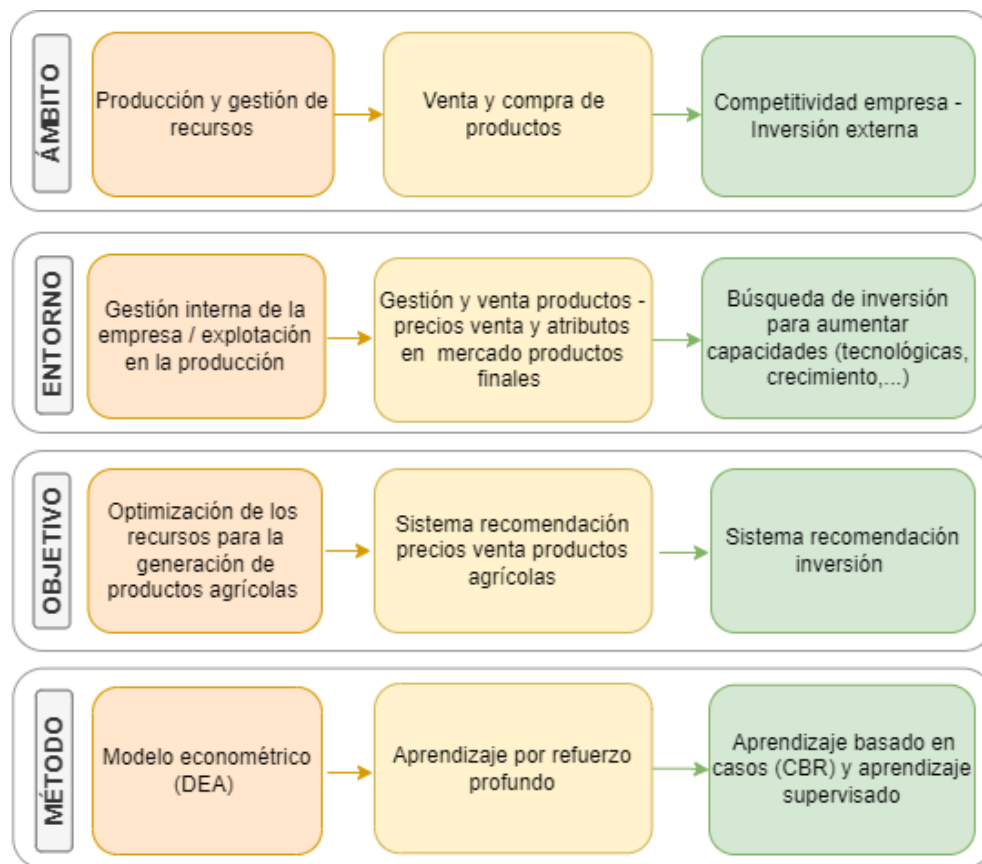 ÁMBITO
Producción y gestión de
recursos
Venta y compra de
productos
Competitividad empresa -
Inversión externa
ENTORNO
Gestión interna de la
empresa / explotación
en la producción
Gestión y venta productos -
precios venta y atributos
en mercado productos
finales
Búsqueda de inversión
para aumentar
capacidades (tecnológicas,
crecimiento,...)
OBJETIVO
Optimización de los
recursos para la
generación de
productos agrícolas
Sistema recomendación
precios venta productos
agrícolas
Sistema recomendación
inversión
MÉTODO
Modelo econométrico
(DEA)
Aprendizaje por refuerzo
profundo
Aprendizaje basado en
casos (CBR) y aprendizaje
supervisado